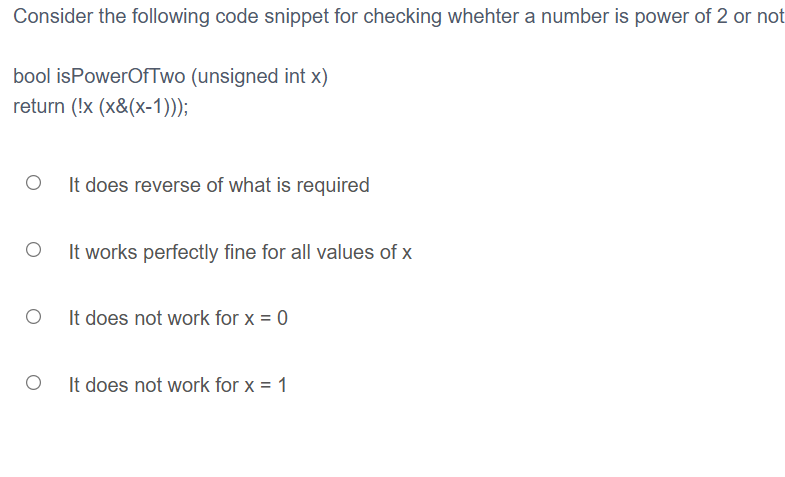 Consider the following code snippet for checking whehter a number is power of 2 or not
bool isPowerOfTwo (unsigned int x)
return (!x (x&(x-1)));
It does reverse of what is required
It works perfectly fine for all values of x
It does not work for x = 0
It does not work for x = 1